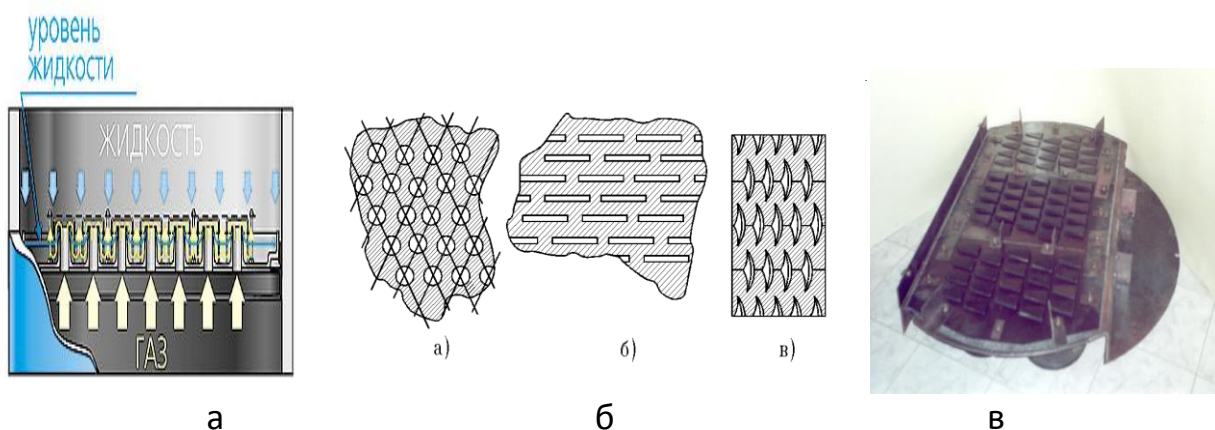 уровень
жидкости
ЖИДКОСТЬ
ГАЗ
а)
б)
в)
а
б
в